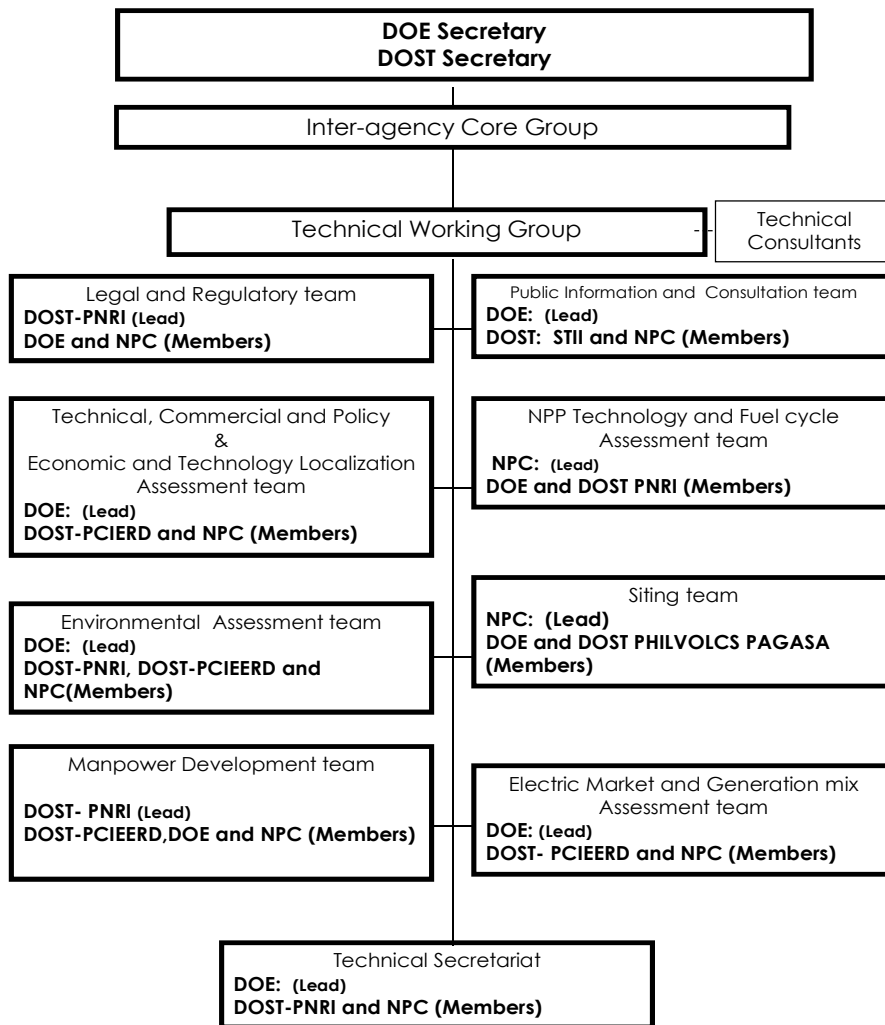 DOE Secretary
DOST Secretary
Inter-agency Core Group
Technical Working Group
Technical
Consultants
Legal and Regulatory team
DOST-PNRI (Lead)
DOE and NPC (Members)
Public Information and Consultation team
DOE: (Lead)
DOST: STII and NPC (Members)
Technical, Commercial and Policy
&
Economic and Technology Localization
Assessment team
DOE: (Lead)
DOST-PCIERD and NPC (Members)
NPP Technology and Fuel cycle
Assessment team
NPC: (Lead)
DOE and DOST PNRI (Members)
Environmental Assessment team
DOE: (Lead)
DOST-PNRI, DOST-PCIEERD and
NPC(Members)
Siting team
NPC: (Lead)
DOE and DOST PHILVOLCS PAGASA
(Members)
Manpower Development team
DOST- PNRI (Lead)
DOST-PCIEERD,DOE and NPC (Members)
Electric Market and Generation mix
Assessment team
DOE: (Lead)
DOST- PCIEERD and NPC (Members)
Technical Secretariat
DOE: (Lead)
DOST-PNRI and NPC (Members)